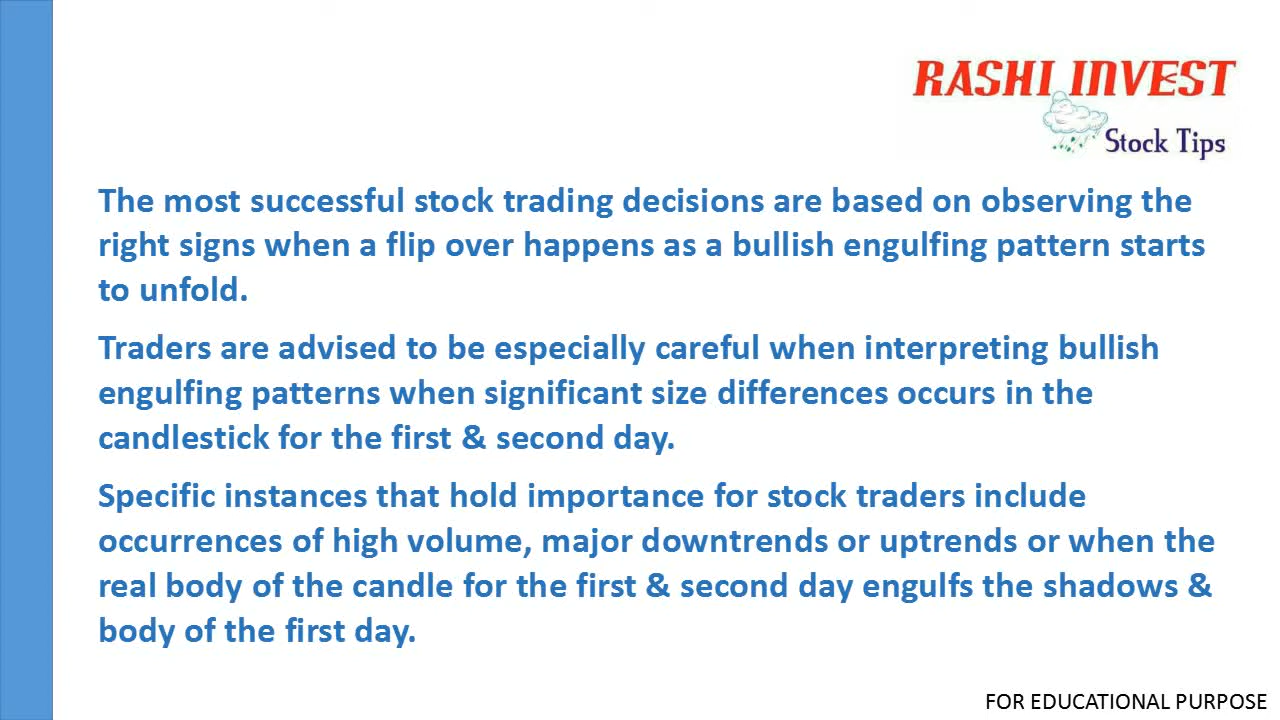 RASHI INVEST
Stock Tips
The most successful stock trading decisions are based on observing the
right signs when a flip over happens as a bullish engulfing pattern starts
to unfold.
Traders are advised to be especially careful when interpreting bullish
engulfing patterns when significant size differences occurs in the
candlestick for the first & second day.
Specific instances that hold importance for stock traders include
occurrences of high volume, major downtrends or uptrends or when the
real body of the candle for the first & second day engulfs the shadows &
body of the first day.
FOR EDUCATIONAL PURPOSE